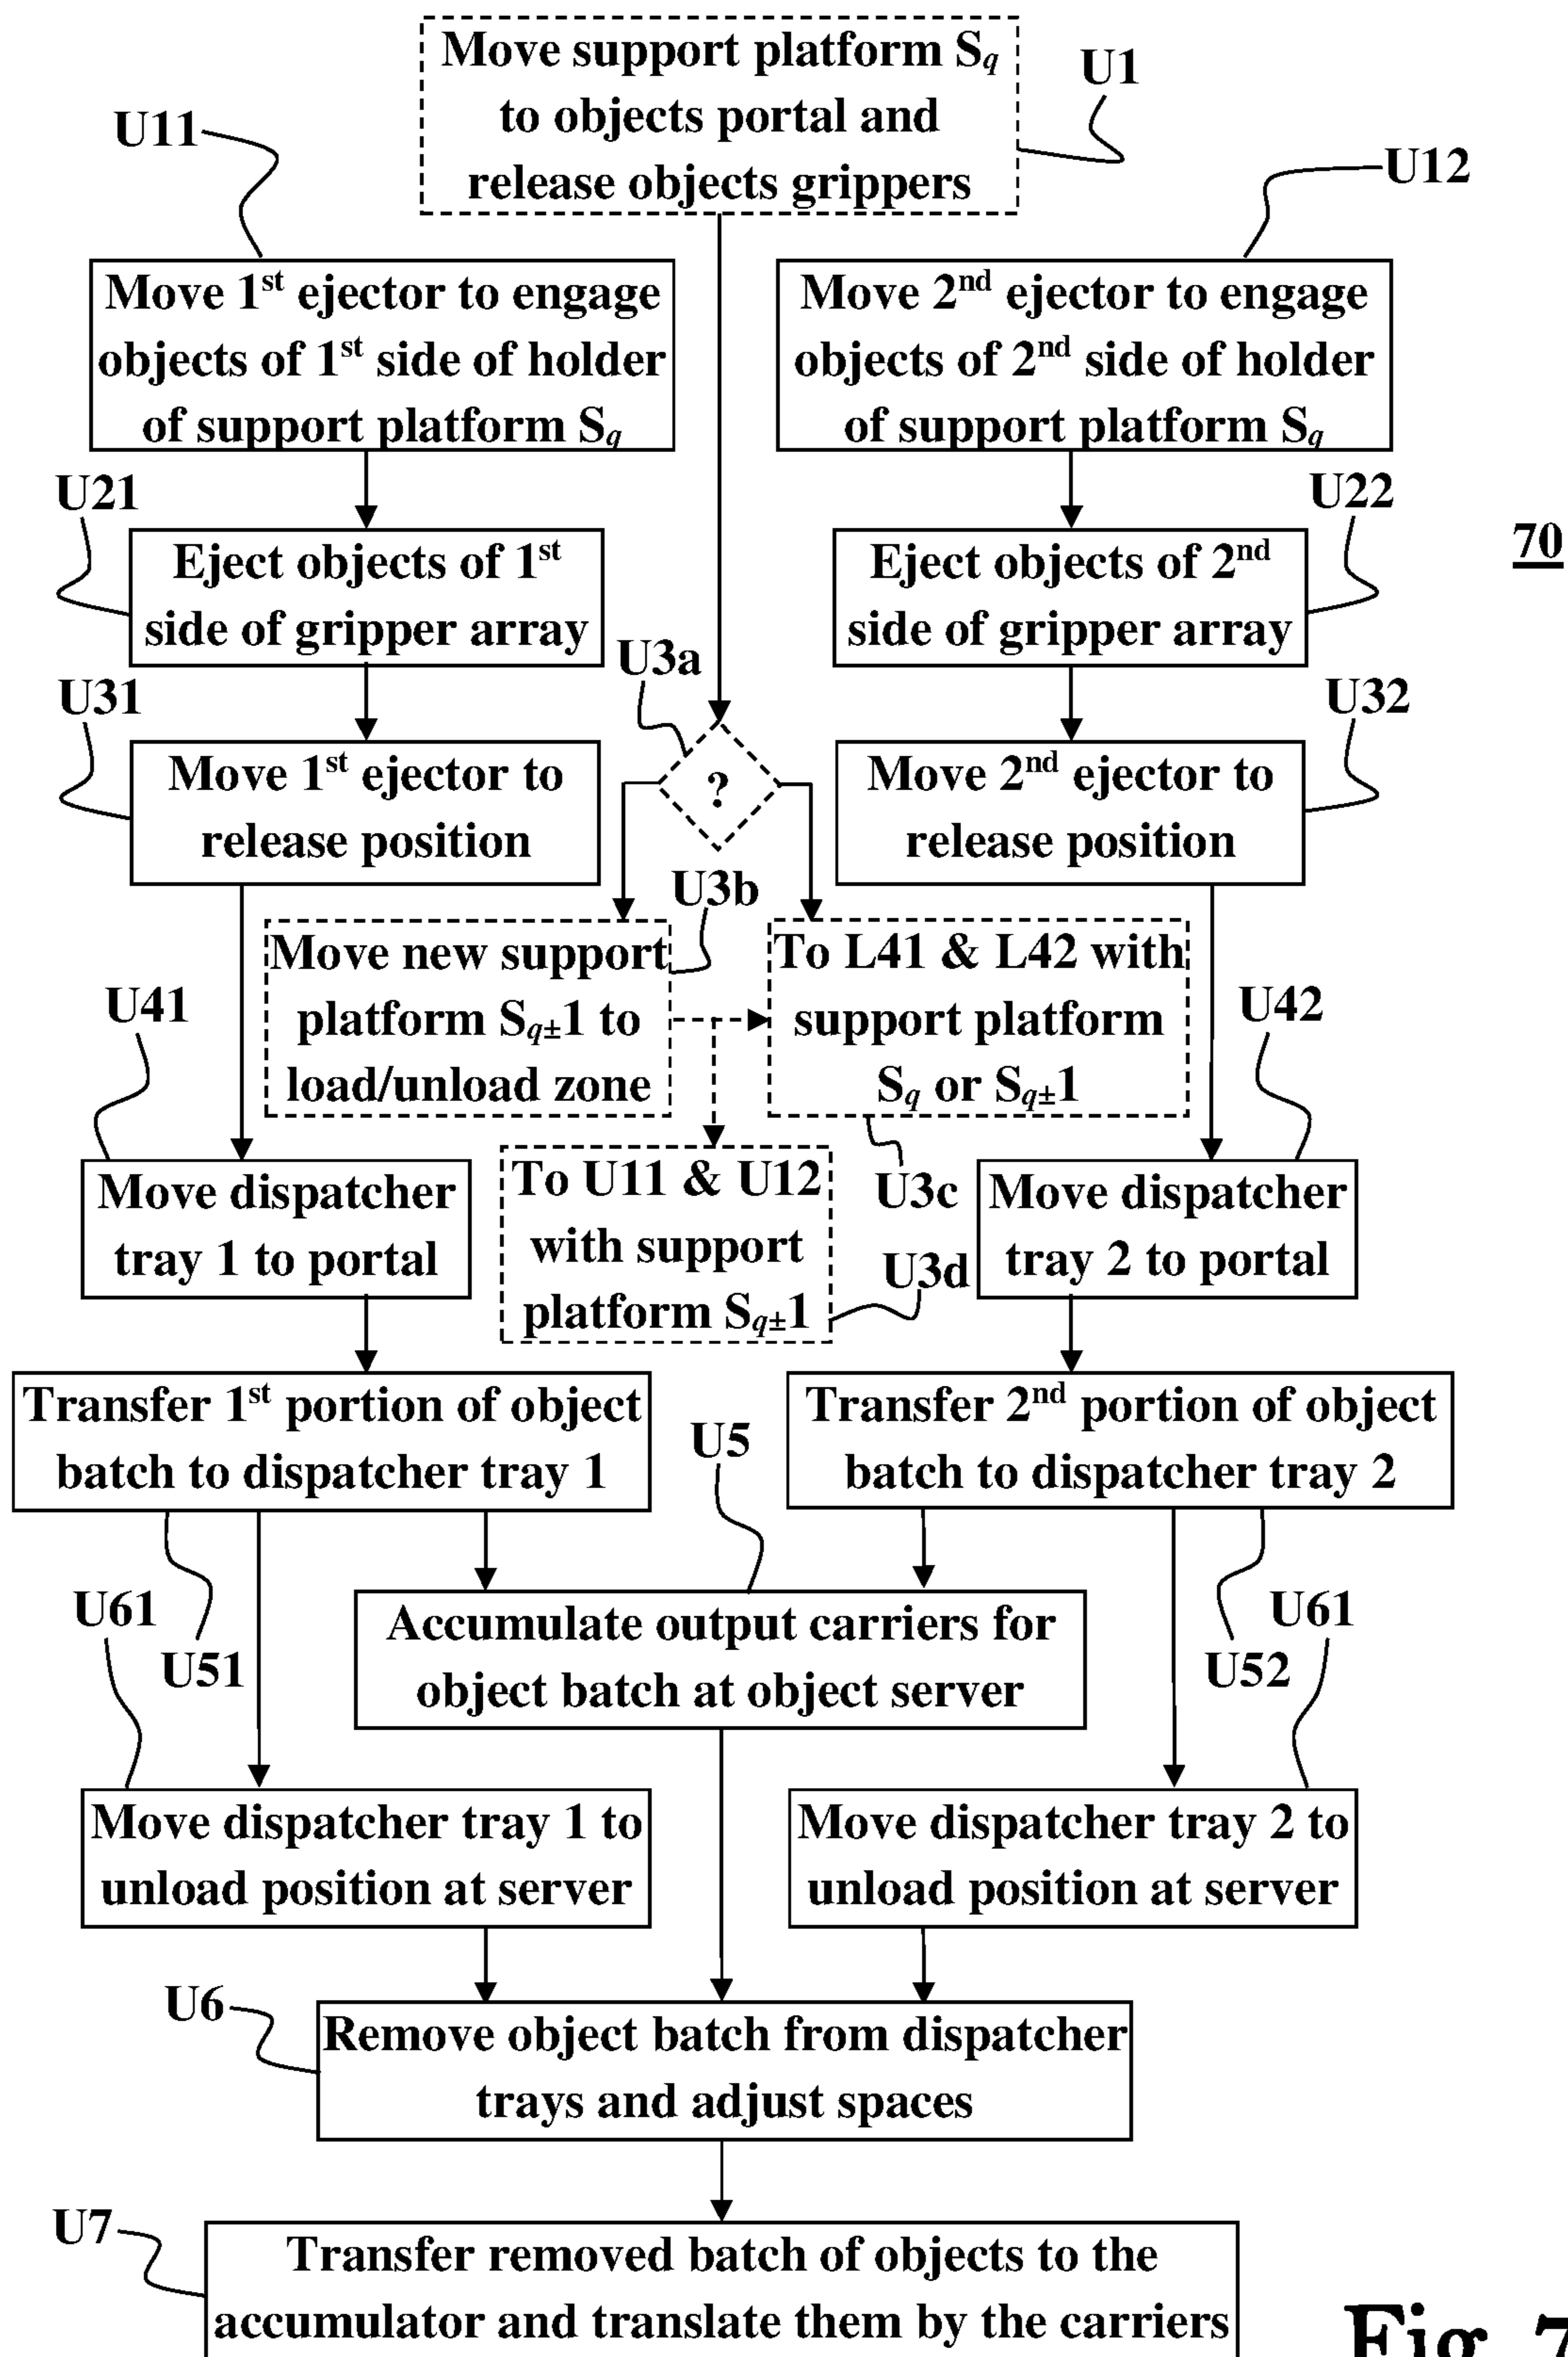 Move support platform Sq
to objects portal and
release objects grippers
U1
U11
U12
Move 1st ejector to engage
objects of 1st side of holder
of support platform Sq
Move 2nd ejector to engage
objects of 2nd side of holder
of support platform Sq
U21
U22
70
Eject objects of 1st
side of gripper array
Eject objects of 2nd
side of gripper array
U3a
U31
U32
Move 1st ejector to
release position
?
Move 2nd ejector to
release position
U3b
Move new support
platform Sq±1 to
load/unload zone
To L41 & L42 with
support platform
Sq or Sq±1
U41
U42
U3c
Move dispatcher
tray 1 to portal
To U11 & U12
with support
platform Sq±1
U3d
Move dispatcher
tray 2 to portal
Transfer 1st portion of object
batch to dispatcher tray 1
U5
Transfer 2nd portion of object
batch to dispatcher tray 2
U61
U51
Accumulate output carriers for
object batch at object server
U61
U52
Move dispatcher tray 1 to
unload position at server
Move dispatcher tray 2 to
unload position at server
U6
Remove object batch from dispatcher
trays and adjust spaces
U7
Transfer removed batch of objects to the
accumulator and translate them by the carriers
Fig. 7